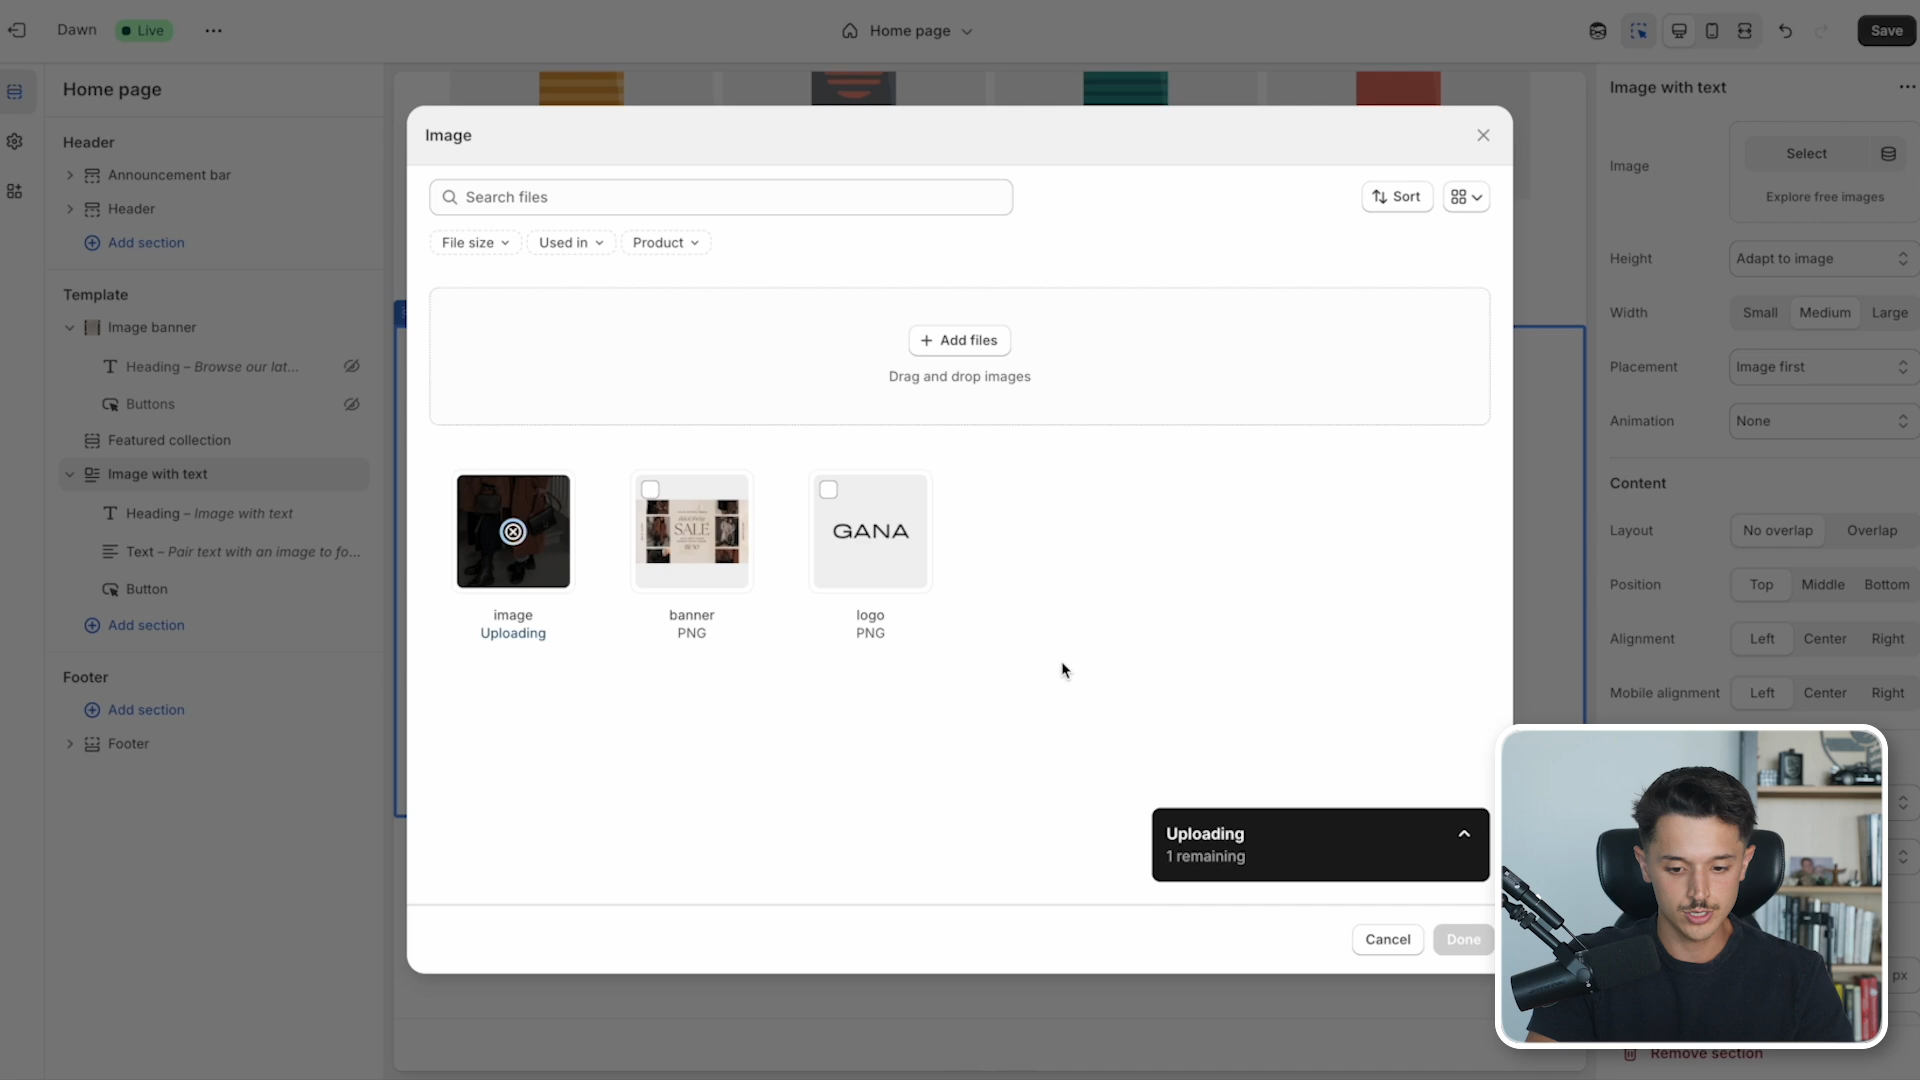 Dawn
Live
Home page
Save
Home page
Header
Announcement bar
Header
Add section
Template
Image banner
Heading – Browse our lat...
Buttons
Featured collection
Image with text
Heading – Image with text
Text – Pair text with an image to fo...
Button
Add section
Footer
Add section
Footer
Image
Search files
Sort
File size
Used in
Product
Add files
Drag and drop images
SALE
GANA
image
Uploading
banner
PNG
logo
PNG
Uploading
1 remaining
Cancel
Done
Image with text
Image
Select
Explore free images
Height
Adapt to image
Width
Small Medium Large
Placement
Image first
Animation
None
Content
Layout
No overlap Overlap
Position
Top Middle Bottom
Alignment
Left Center Right
Mobile alignment
Left Center Right
px
Remove section